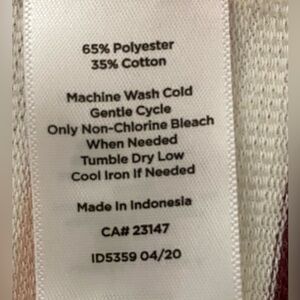 65% Polyester
35% Cotton
Machine Wash Cold
Gentle Cycle
Only Non-Chlorine Bleach
When Needed
Tumble Dry Low
Cool Iron If Needed
Made In Indonesia
CA# 23147
ID5359 04/20